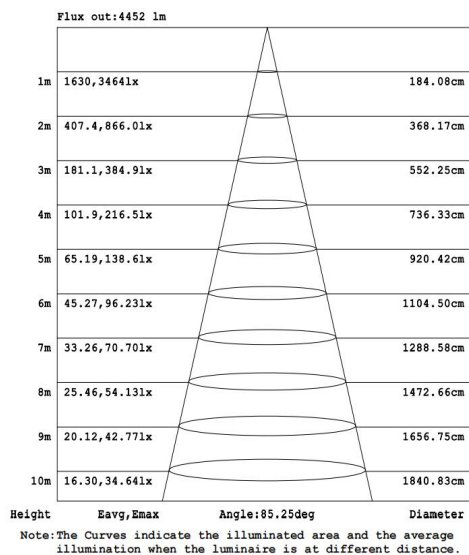 Flux out:4452 lm
1m 1630,3464lx 184.08cm
2m 407.4,866.0lx 368.17cm
3m 181.1,384.9lx 552.25cm
4m 101.9,216.5lx 736.33cm
5m 65.19,138.6lx 920.42cm
6m 45.27,96.23lx 1104.50cm
7m 33.26,70.70lx 1288.58cm
8m 25.46,54.13lx 1472.66cm
9m 20.12,42.77lx 1656.75cm
10m 16.30,34.64lx 1840.83cm
Height Eavg,Emax Angle:85.25deg Diameter
Note:The Curves indicate the illuminated area and the average
illumination when the luminaire is at different distance.